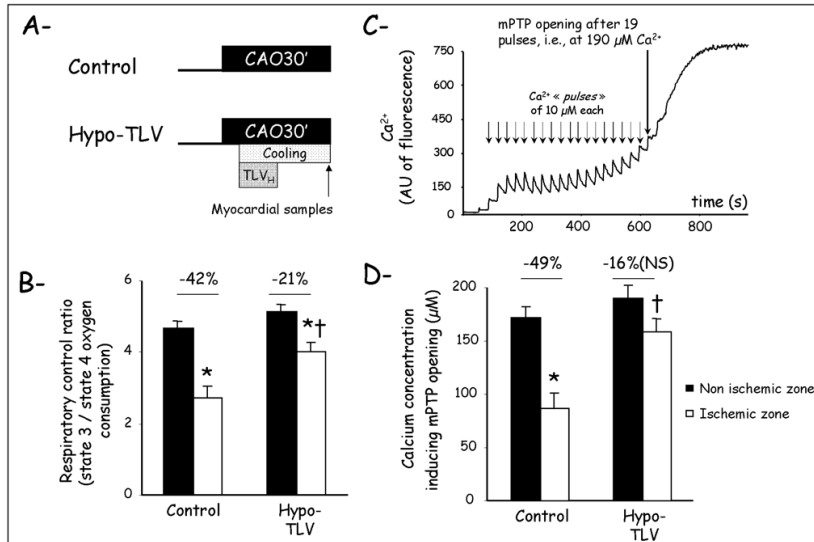 A-
Control
CAO30'
Hypo-TLV
CAO30'
Cooling
TLVH
Myocardial samples
C-
mPTP opening after 19
pulses, i.e., at 190 µM Ca2+
Ca2+ « pulses »
of 10 µM each
Ca2+
(AU of fluorescence)
750
600
450
300
150
0
200
400
600
800
time (s)
B-
-42%
-21%
Respiratory control ratio
(state 3 / state 4 oxygen
consumption)
6
4
2
0
*
*†
Control
Hypo-
TLV
D-
-49%
-16%(NS)
Calcium concentration
inducing mPTP opening (µM)
200
150
100
50
0
*
†
Control
Hypo-
TLV
Non ischemic zone
Ischemic zone